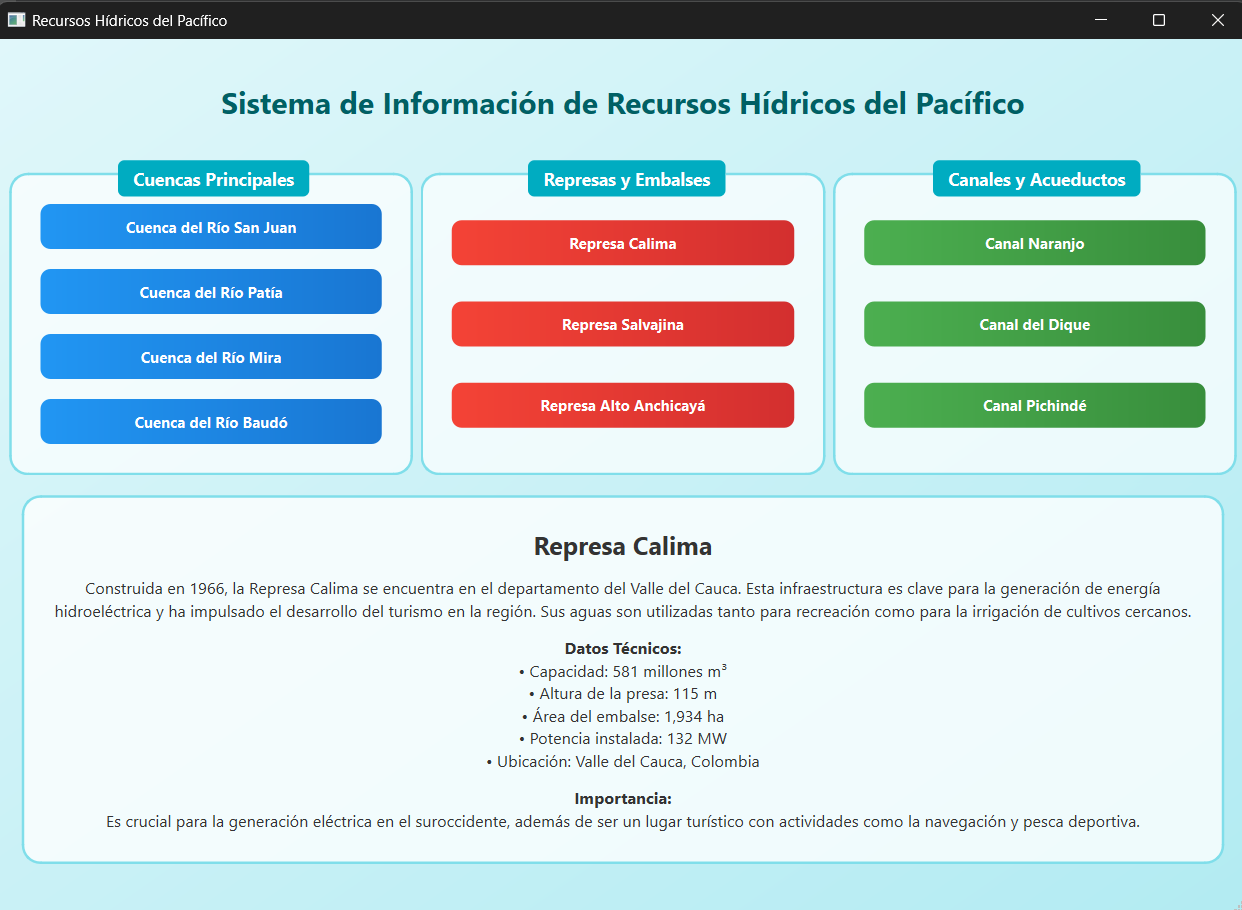 Recursos Hídricos del Pacífico
Sistema de Información de Recursos Hídricos del Pacífico
Cuencas Principales
Cuenca del Río San Juan
Cuenca del Río Patía
Cuenca del Río Mira
Cuenca del Río Baudó
Represas y Embalses
Represa Calima
Represa Salvajina
Represa Alto Anchicayá
Canales y Acueductos
Canal Naranjo
Canal del Dique
Canal Pichindé
Represa Calima
Construida en 1966, la Represa Calima se encuentra en el departamento del Valle del Cauca. Esta infraestructura es clave para la generación de energía
hidroeléctrica y ha impulsado el desarrollo del turismo en la región. Sus aguas son utilizadas tanto para recreación como para la irrigación de cultivos cercanos.
Datos Técnicos:
• Capacidad: 581 millones m³
• Altura de la presa: 115 m
• Área del embalse: 1,934 ha
• Potencia instalada: 132 MW
• Ubicación: Valle del Cauca, Colombia
Importancia:
Es crucial para la generación eléctrica en el suroccidente, además de ser un lugar turístico con actividades como la navegación y pesca deportiva.